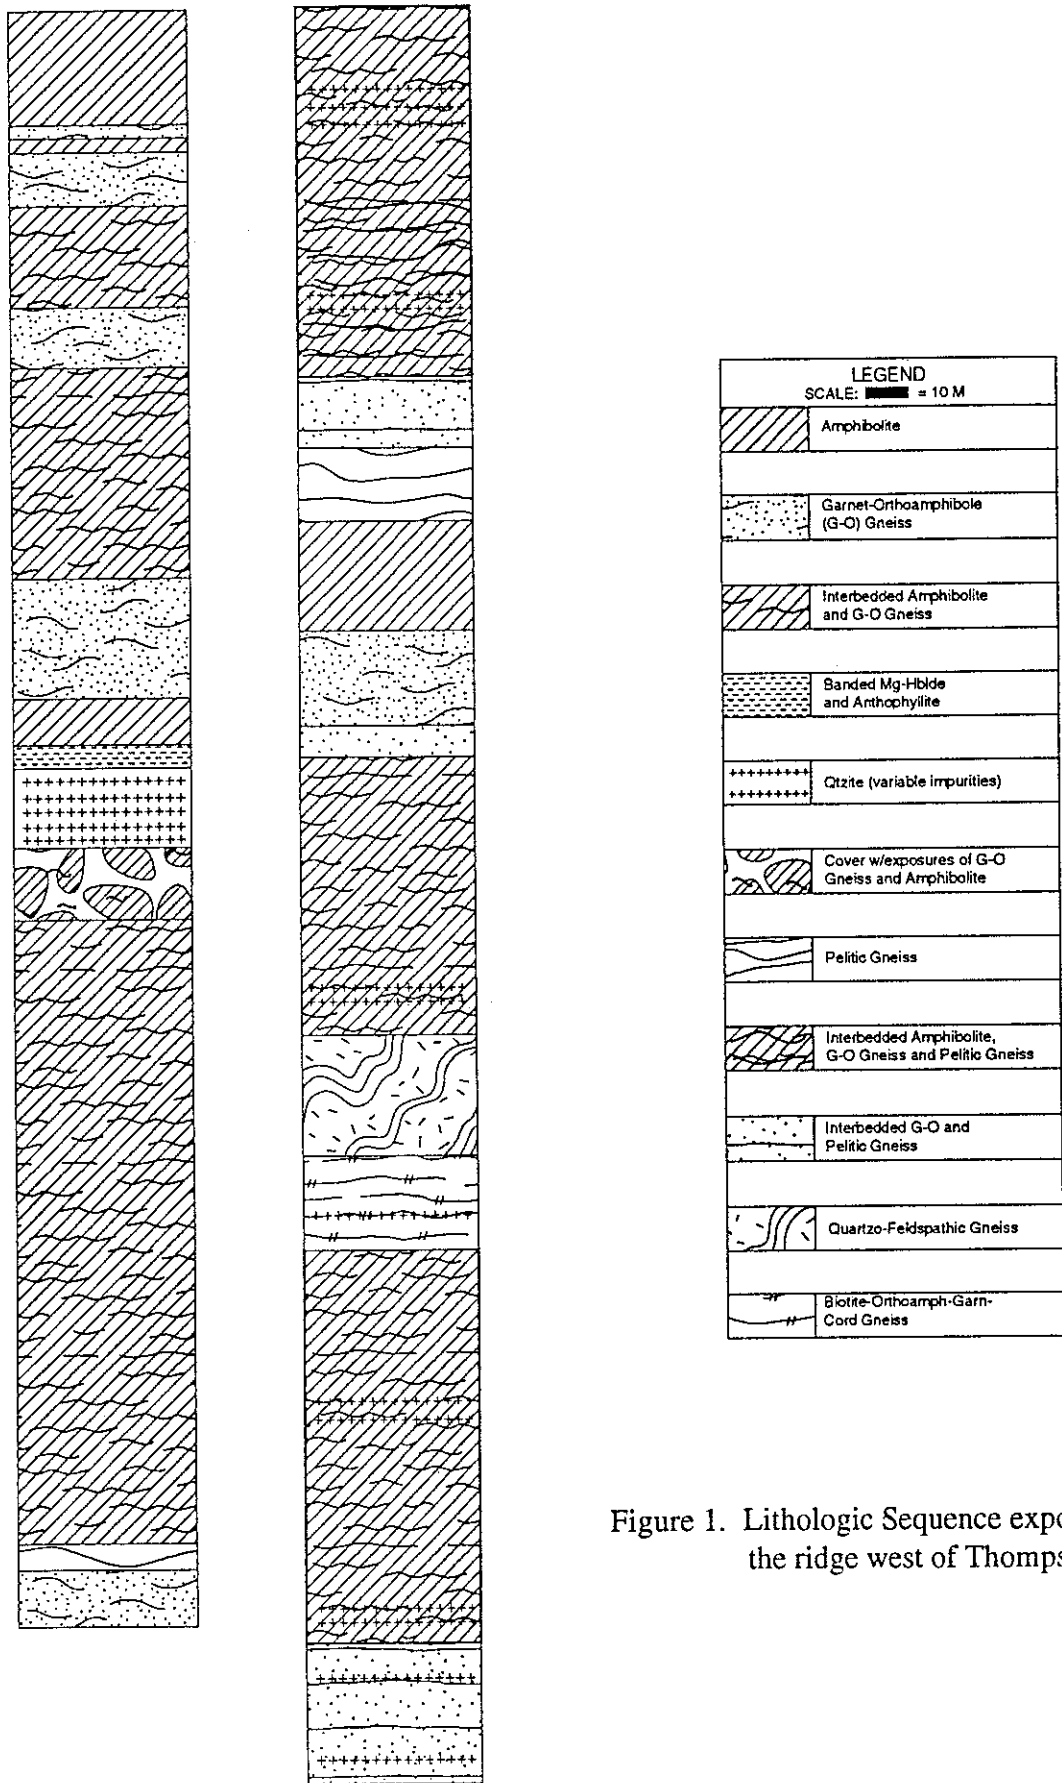 LEGEND
SCALE: = 10 M
Amphibolite
Garnet-Orthoamphibole
(G-O) Gneiss
Interbedded Amphibolite
and G-O Gneiss
Banded Mg-Hblde
and Anthophyllite
Qtzite (variable impurities)
Cover w/exposures of G-O
Gneiss and Amphibolite
Pelitic Gneiss
Interbedded Amphibolite,
G-O Gneiss and Pelitic Gneiss
Interbedded G-O and
Pelitic Gneiss
Quartzo-Feldspathic Gneiss
Biotite-Orthoamph-Garn-
Cord Gneiss
Figure 1. Lithologic Sequence expo
the ridge west of Thomps